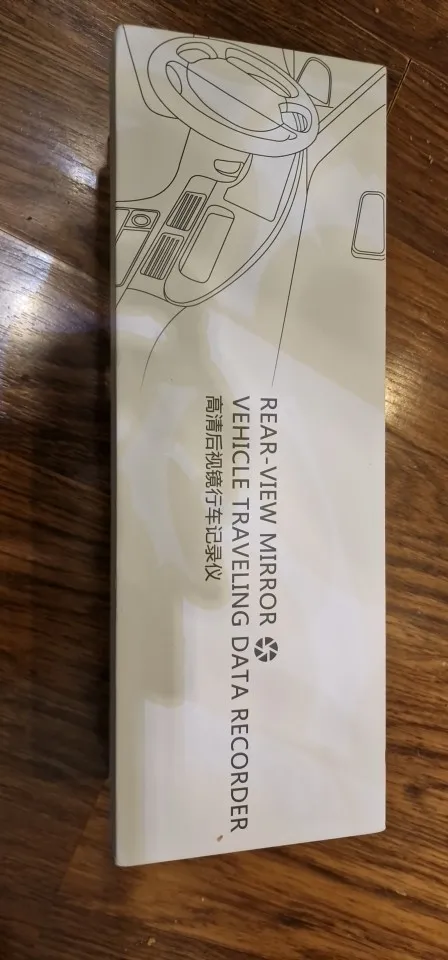 REAR-VIEW MIRROR
VEHICLE TRAVELING DATA RECORDER
高清后视镜行车记录仪